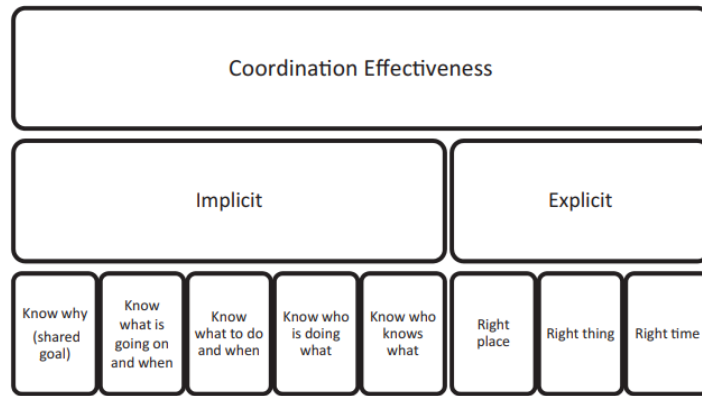 Coordination Effectiveness
Implicit
Explicit
Know why
(shared
goal)
Know
what is
going on
and when
Know
what to do
and when
Know who
is doing
what
Know who
knows
what
Right
place
Right thing
Right time